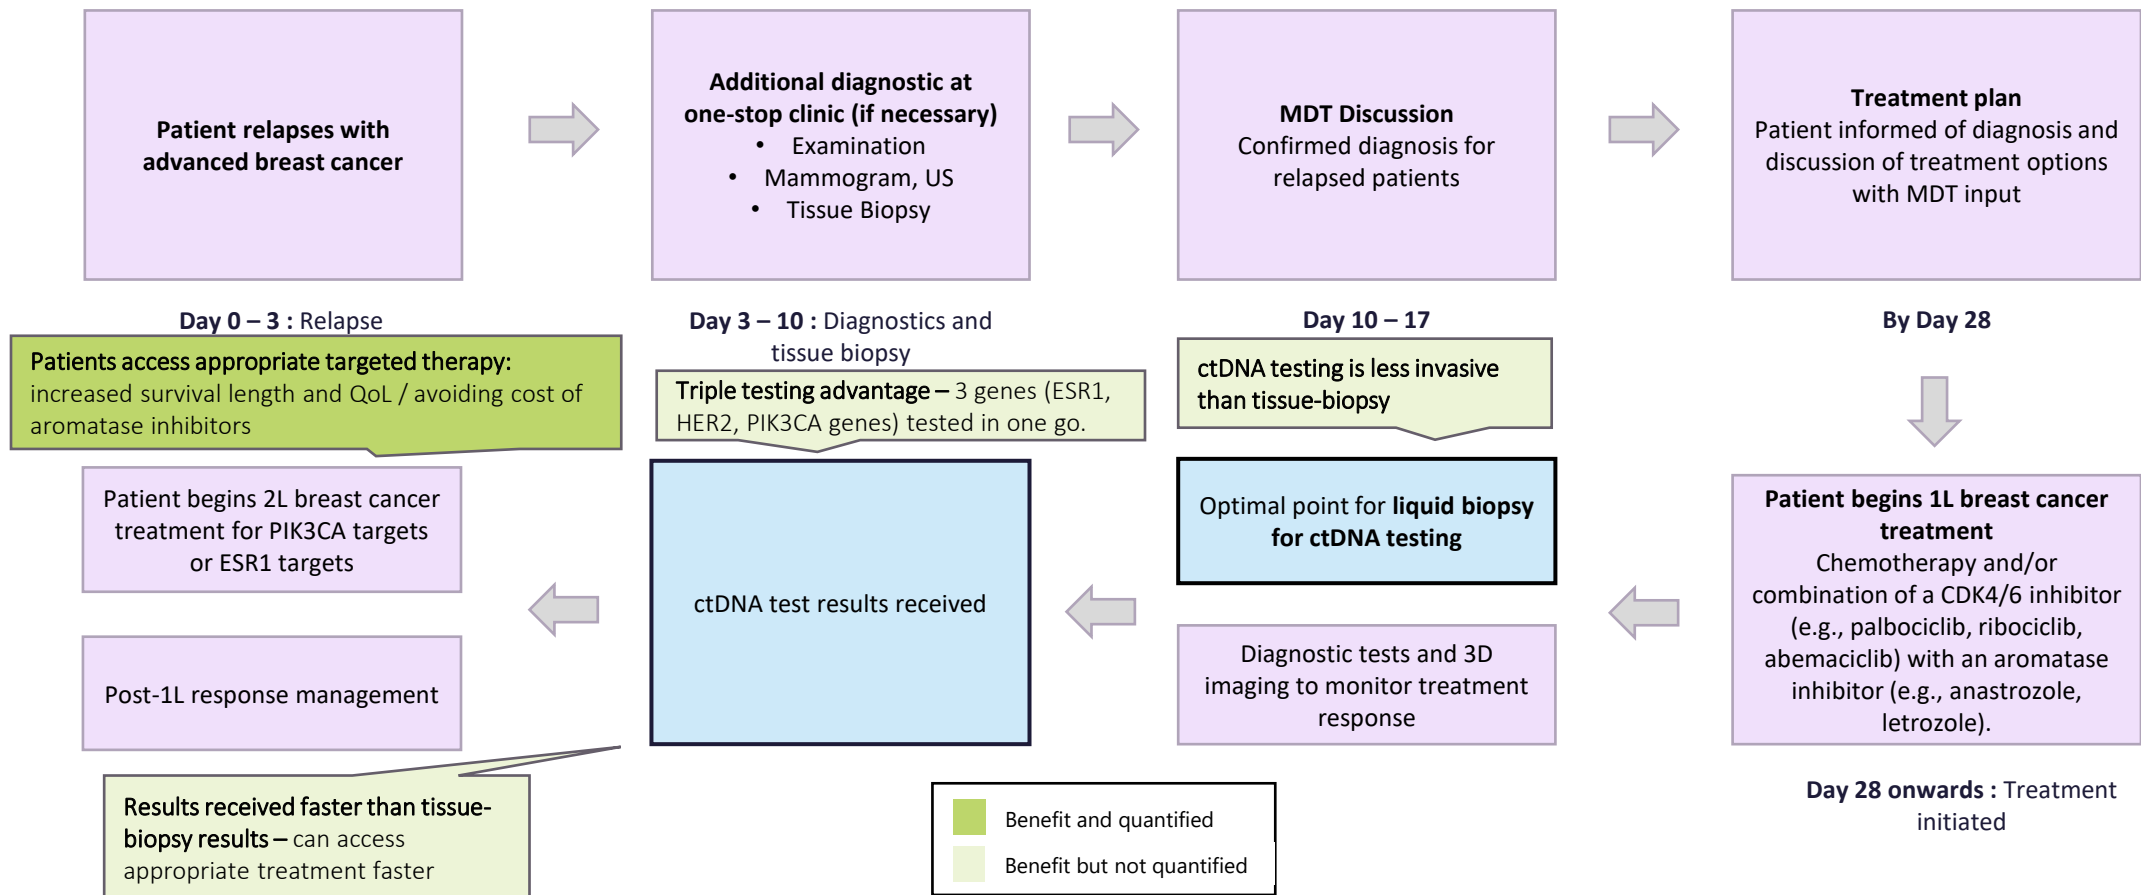 Patient relapses with
advanced breast cancer
Additional diagnostic at
one-stop clinic (if necessary)
• Examination
• Mammogram, US
• Tissue Biopsy
MDT Discussion
Confirmed diagnosis for
relapsed patients
Treatment plan
Patient informed of diagnosis and
discussion of treatment options
with MDT input
Day 0 – 3 : Relapse
Day 3 – 10 : Diagnostics and
tissue biopsy
Day 10 – 17
By Day 28
Patients access appropriate targeted therapy:
increased survival length and QoL / avoiding cost of
aromatase inhibitors
Triple testing advantage – 3 genes (ESR1,
HER2, PIK3CA genes) tested in one go.
ctDNA testing is less invasive
than tissue-biopsy
Patient begins 2L breast cancer
treatment for PIK3CA targets
or ESR1 targets
Post-1L response management
ctDNA test results received
Optimal point for liquid biopsy
for ctDNA testing
Diagnostic tests and 3D
imaging to monitor treatment
response
Patient begins 1L breast cancer
treatment
Chemotherapy and/or
combination of a CDK4/6 inhibitor
(e.g., palbociclib, ribociclib,
abemaciclib) with an aromatase
inhibitor (e.g., anastrozole,
letrozole).
Results received faster than tissue-
biopsy results – can access
appropriate treatment faster
Benefit and quantified
Benefit but not quantified
Day 28 onwards : Treatment
initiated